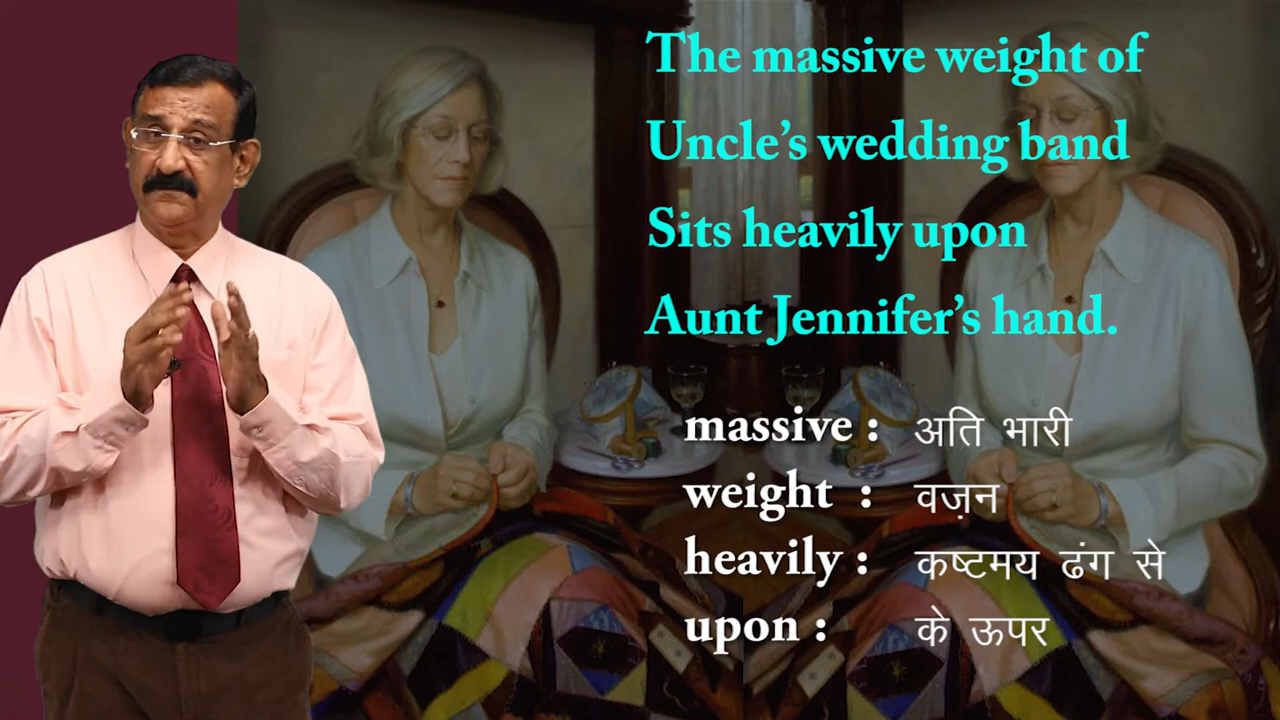 The massive weight of
Uncle’s wedding band
Sits heavily upon
Aunt Jennifer’s hand.
massive : अति भारी
weight : वज़न
heavily : कष्टमय ढंग से
upon : के ऊपर